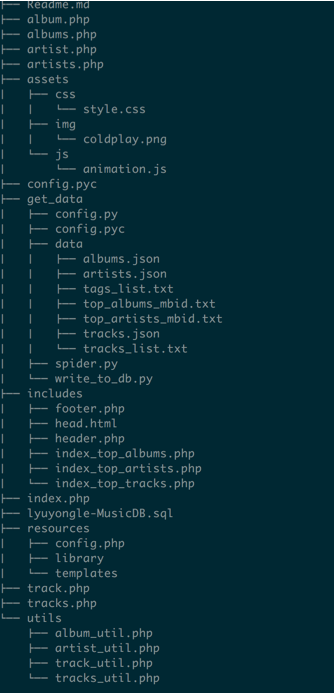 ├── Readme.md
├── album.php
├── albums.php
├── artist.php
├── artists.php
├── assets
│   ├── css
│   │   └── style.css
│   ├── img
│   │   └── coldplay.png
│   └── js
│       └── animation.js
├── config.pyc
├── get_data
│   ├── config.py
│   ├── config.pyc
│   ├── data
│   │   ├── albums.json
│   │   ├── artists.json
│   │   ├── tags_list.txt
│   │   ├── top_albums_mbid.txt
│   │   ├── top_artists_mbid.txt
│   │   ├── tracks.json
│   │   └── tracks_list.txt
│   ├── spider.py
│   └── write_to_db.py
├── includes
│   ├── footer.php
│   ├── head.html
│   ├── header.php
│   ├── index_top_albums.php
│   ├── index_top_artists.php
│   └── index_top_tracks.php
├── index.php
├── lyuyongle-MusicDB.sql
├── resources
│   ├── config.php
│   ├── library
│   └── templates
├── track.php
├── tracks.php
└── utils
    ├── album_util.php
    ├── artist_util.php
    ├── track_util.php
    └── tracks_util.php